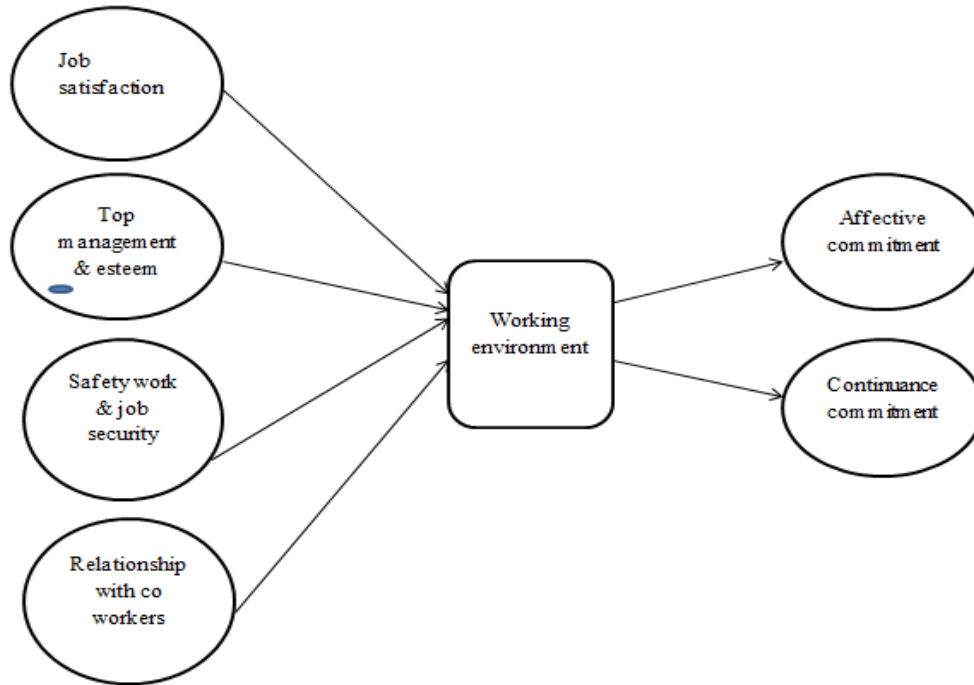 Job
satisfaction
Top
management
& esteem
Safety work
& job
security
Relationship
with co
workers
Working
environment
Affective
commitment
Continuance
commitment